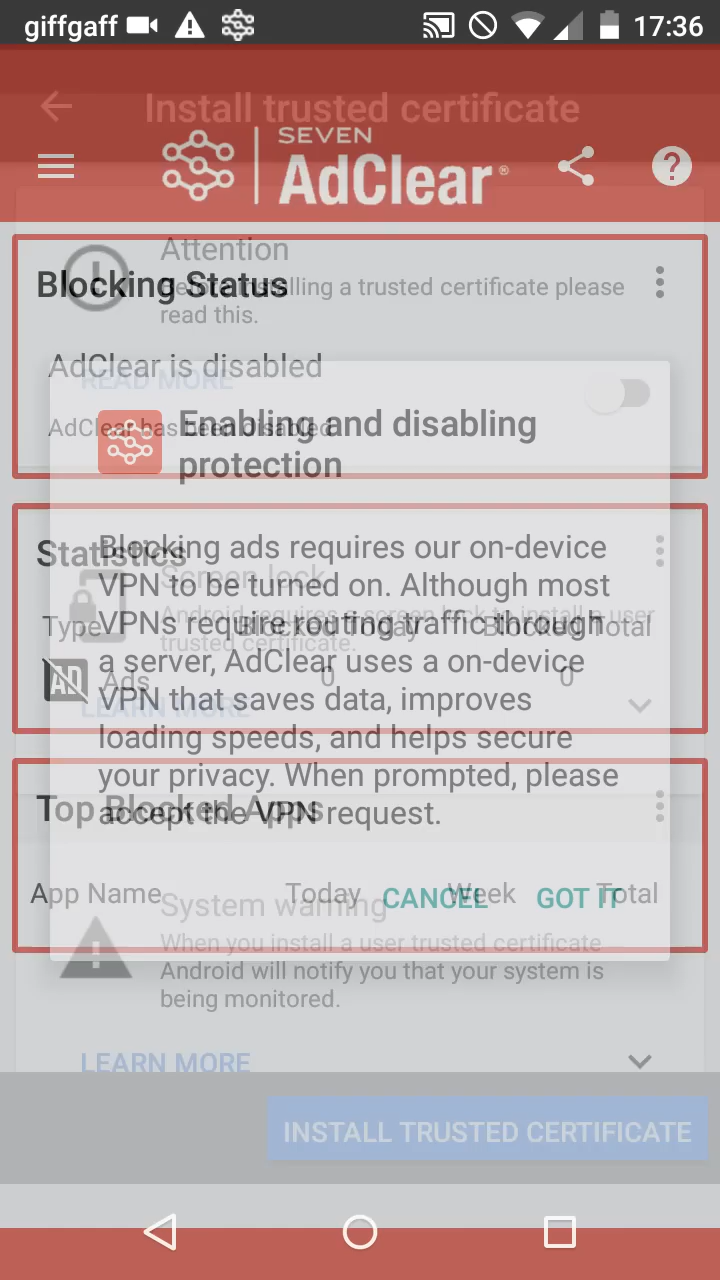 giffgaff 17:36
Install trusted certificate
SEVEN
AdClear®
Attention
Blocking Status
Before installing a trusted certificate please
read this.
AdClear is disabled
READ MORE
AdClear has been disabled
Enabling and disabling
protection
Statistics
Blocking ads requires our on-device
VPN to be turned on. Although most
VPNs require routing traffic through
a server, AdClear uses a on-device
VPN that saves data, improves
loading speeds, and helps secure
your privacy. When prompted, please
accept the VPN request.
Screen lock
Android requires a screen lock to install a user
trusted certificate.
Type Blocked Today Blocked Total
AD Ads 0 0
LEARN MORE
Top Blocked Apps
App Name Today Week Total
CANCEL GOT IT
System warning
When you install a user trusted certificate
Android will notify you that your system is
being monitored.
LEARN MORE
INSTALL TRUSTED CERTIFICATE